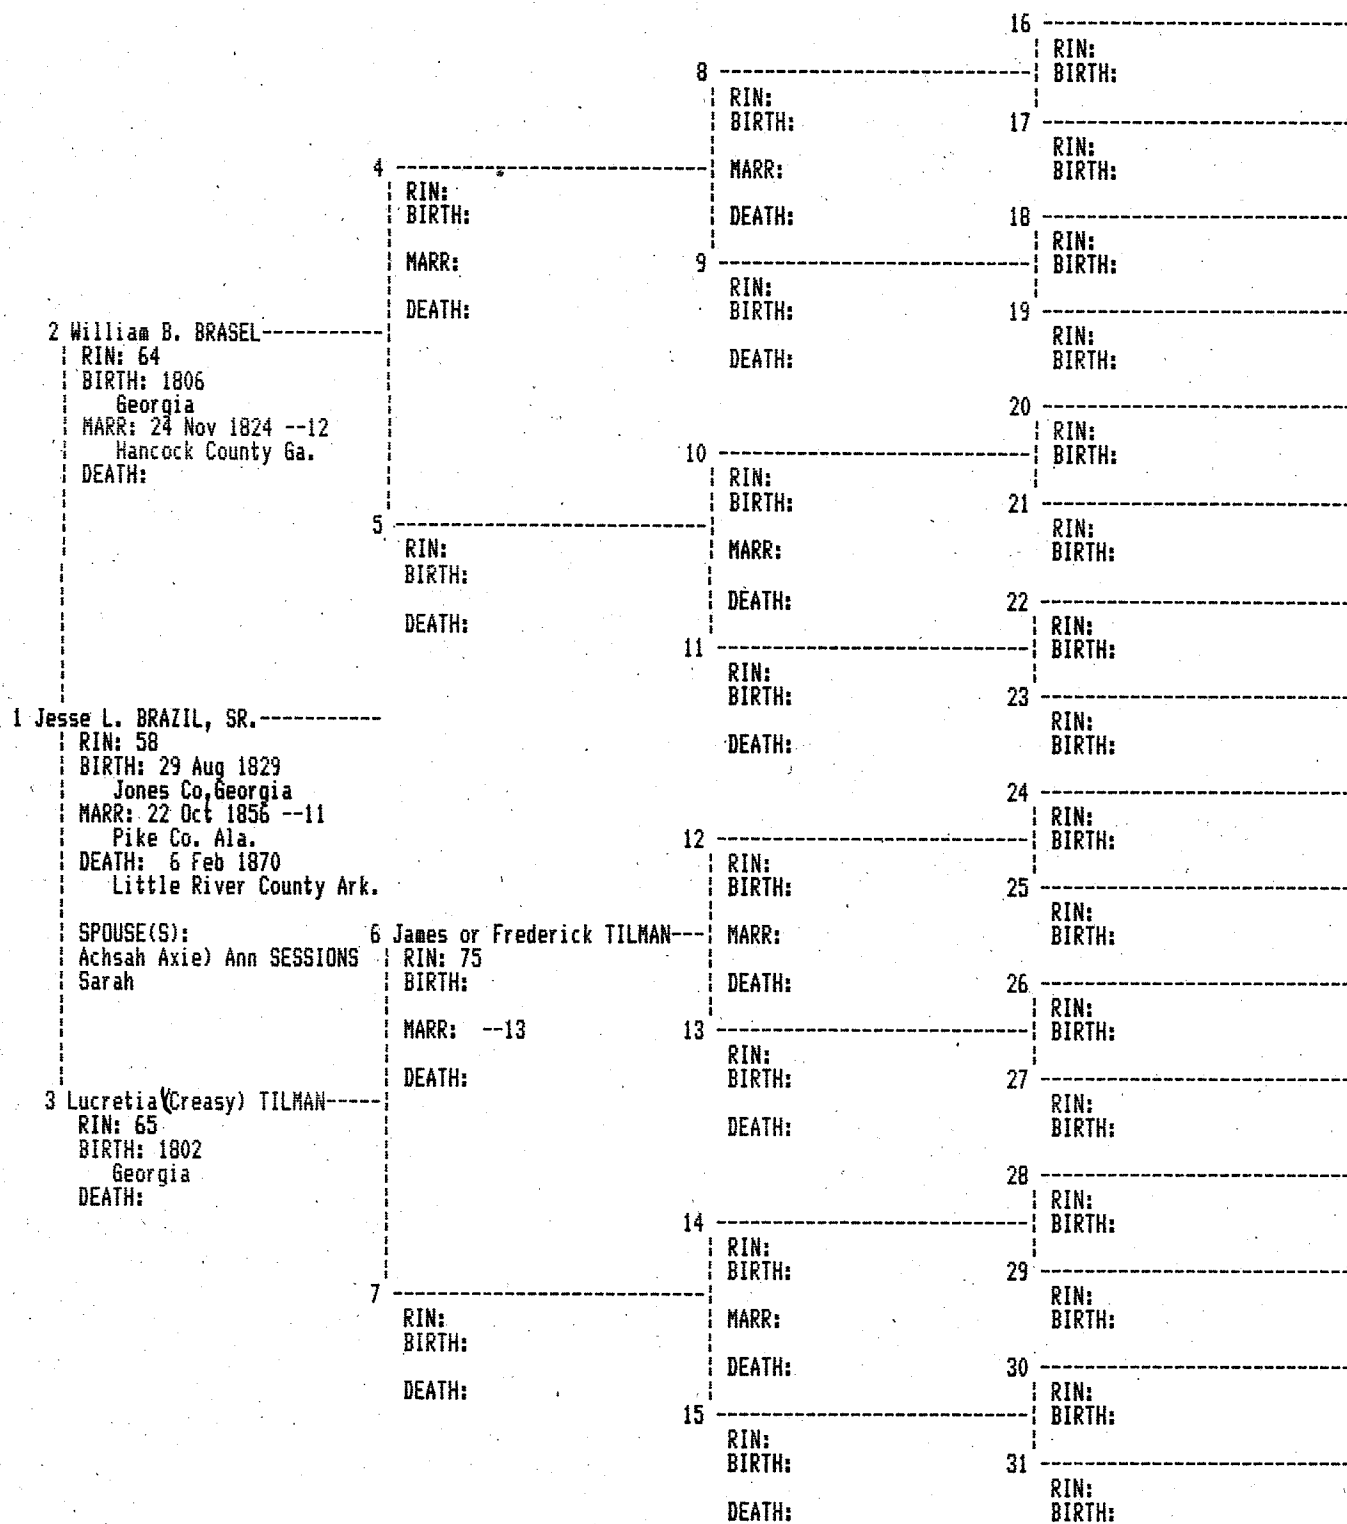 16
RIN:
BIRTH:
8
RIN:
BIRTH:
MARR:
DEATH:
17
RIN:
BIRTH:
4
RIN:
BIRTH:
MARR:
DEATH:
18
RIN:
BIRTH:
9
RIN:
BIRTH:
DEATH:
19
RIN:
BIRTH:
2 William B. BRASEL
RIN: 64
BIRTH: 1806
Georgia
MARR: 24 Nov 1824 --12
Hancock County Ga.
DEATH:
20
RIN:
BIRTH:
10
RIN:
BIRTH:
MARR:
DEATH:
21
RIN:
BIRTH:
5
RIN:
BIRTH:
DEATH:
22
RIN:
BIRTH:
11
RIN:
BIRTH:
DEATH:
23
RIN:
BIRTH:
1 Jesse L. BRAZIL, SR.
RIN: 58
BIRTH: 29 Aug 1829
Jones Co,Georgia
MARR: 22 Oct 1856 --11
Pike Co. Ala.
DEATH: 6 Feb 1870
Little River County Ark.
SPOUSE(S):
Achsah Axie) Ann SESSIONS
Sarah
24
RIN:
BIRTH:
12
RIN:
BIRTH:
MARR:
DEATH:
25
RIN:
BIRTH:
6 James or Frederick TILMAN
RIN: 75
BIRTH:
MARR: --13
DEATH:
26
RIN:
BIRTH:
13
RIN:
BIRTH:
DEATH:
27
RIN:
BIRTH:
3 Lucretia (Creasy) TILMAN
RIN: 65
BIRTH: 1802
Georgia
DEATH:
28
RIN:
BIRTH:
14
RIN:
BIRTH:
MARR:
DEATH:
29
RIN:
BIRTH:
7
RIN:
BIRTH:
DEATH:
30
RIN:
BIRTH:
15
RIN:
BIRTH:
DEATH:
31
RIN:
BIRTH: